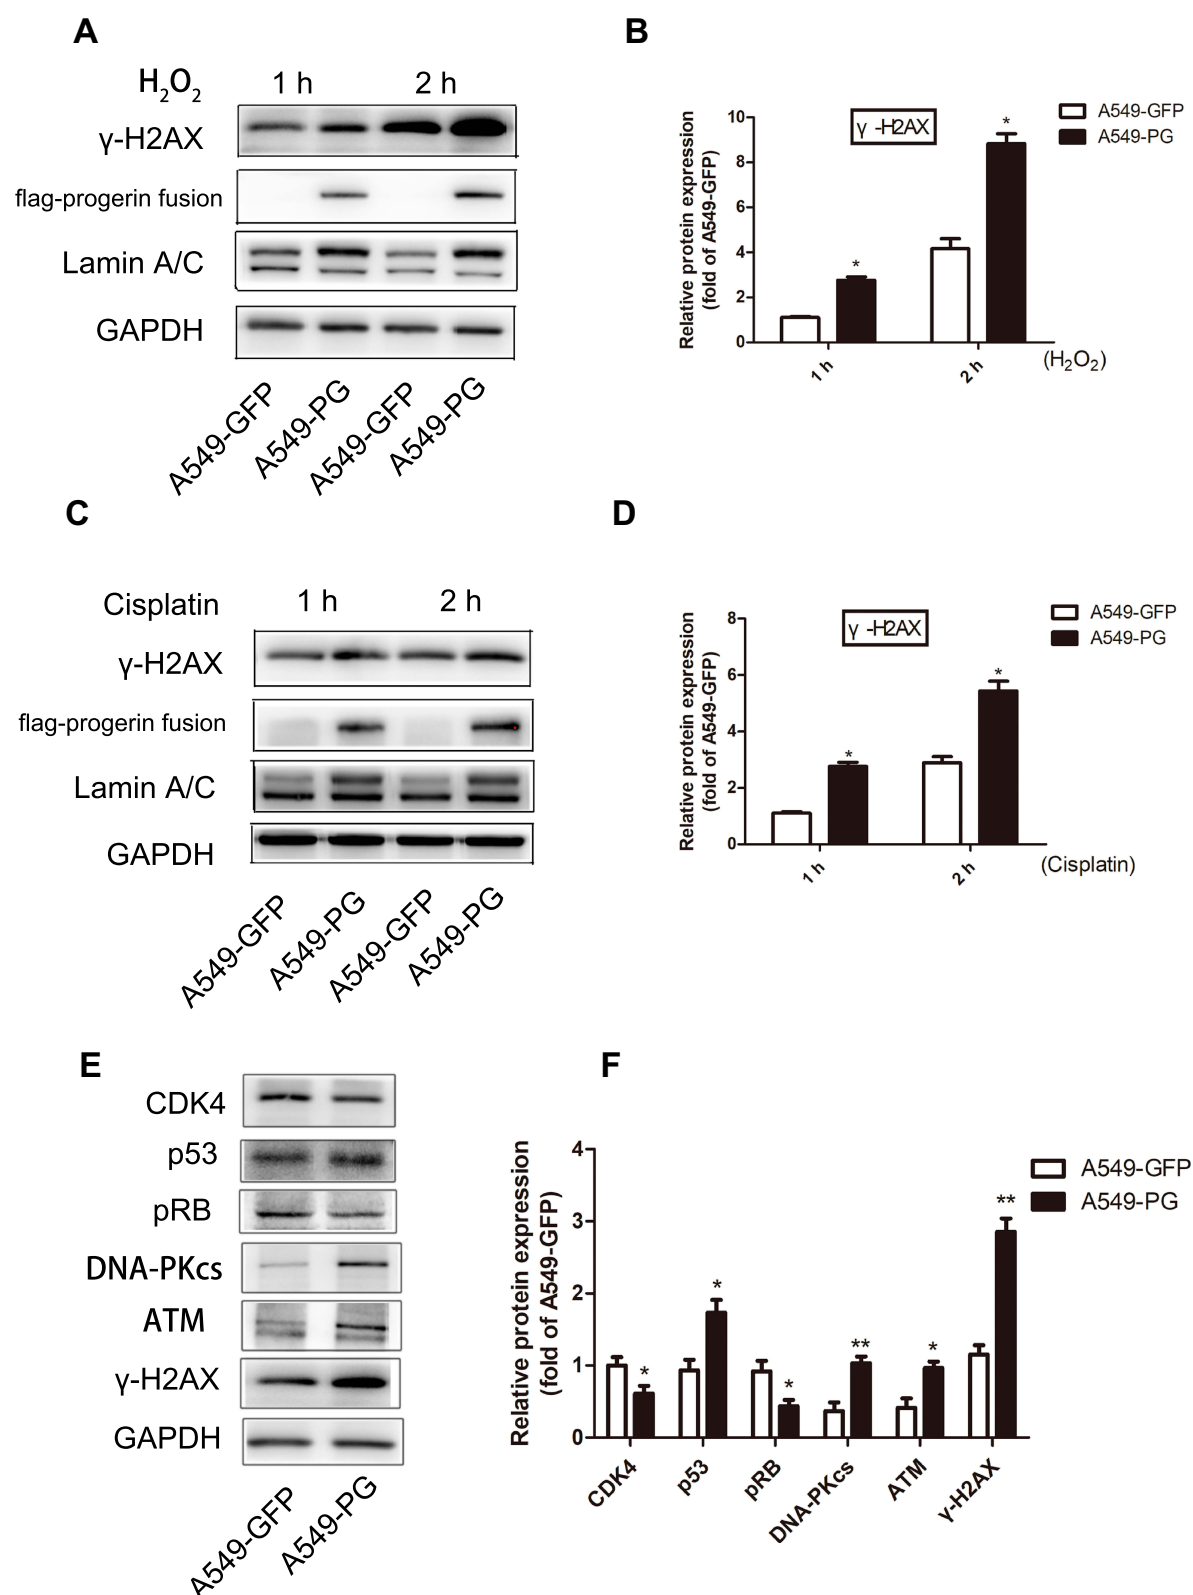 A
H2O2 1 h 2 h
γ-H2AX
flag-progerin fusion
Lamin A/C
GAPDH
A549-GFP A549-PG A549-GFP A549-PG
B
γ -H2AX
A549-GFP
A549-PG
Relative protein expression
(fold of A549-GFP)
10
8
6
4
2
0
*
*
1 h 2 h (H2O2)
C
Cisplatin 1 h 2 h
γ-H2AX
flag-progerin fusion
Lamin A/C
GAPDH
A549-GFP A549-PG A549-GFP A549-PG
D
γ -H2AX
A549-GFP
A549-PG
Relative protein expression
(fold of A549-GFP)
8
6
4
2
0
*
*
1 h 2 h (Cisplatin)
E
CDK4
p53
pRB
DNA-PKcs
ATM
γ-H2AX
GAPDH
A549-GFP A549-PG
F
A549-GFP
A549-PG
Relative protein expression
(fold of A549-GFP)
4
3
2
1
0
* * * ** * **
CDK4 p53 pRB DNA-PKcs ATM γ-H2AX